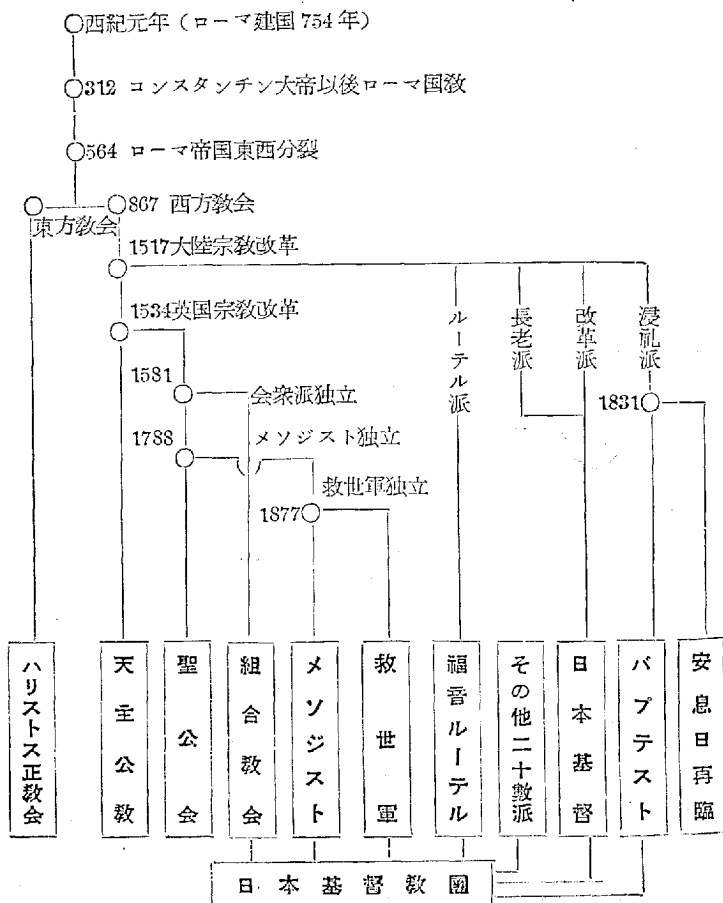 西紀元年（ローマ建国754年）
312 コンスタンチン大帝以後ローマ国教
564 ローマ帝国東西分裂
867 西方教会
東方教会
1517大陸宗教改革
1534英国宗教改革
ルーテル派
長老派
改革派
浸礼派
1581
会衆派独立
1831
1788
メソジスト独立
救世軍独立
1877
ハリストス正教会
天主公教
聖公会
組合教会
メソジスト
救世軍
福音ルーテル
その他二十数派
日本基督
バプテスト
安息日再臨
日本基督教團